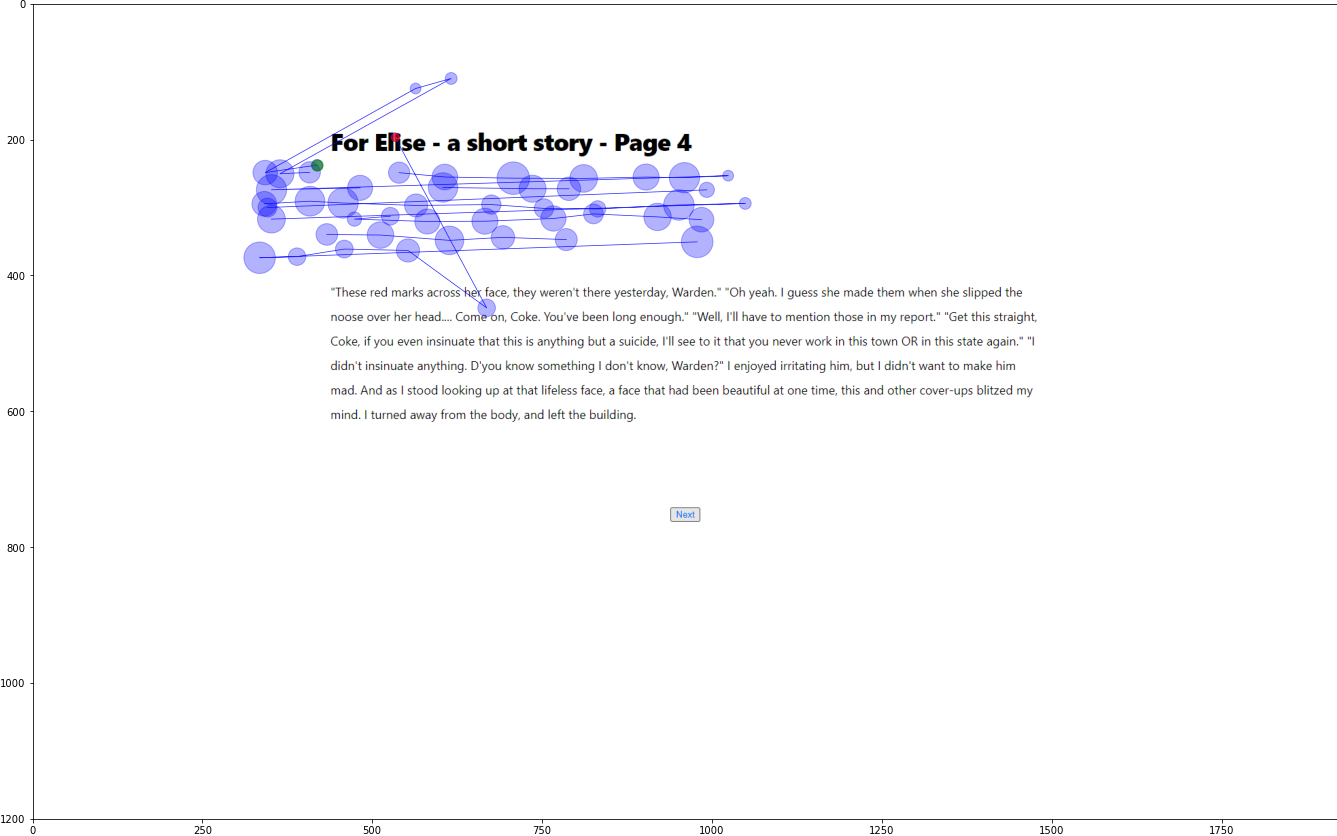 0
200
For Elise - a short story - Page 4
400
"These red marks across her face, they weren't there yesterday, Warden." "Oh yeah. I guess she made them when she slipped the
noose over her head.... Come on, Coke. You've been long enough." "Well, I'll have to mention those in my report." "Get this straight,
Coke, if you even insinuate that this is anything but a suicide, I'll see to it that you never work in this town OR in this state again." "I
didn't insinuate anything. D'you know something I don't know, Warden?" I enjoyed irritating him, but I didn't want to make him
mad. And as I stood looking up at that lifeless face, a face that had been beautiful at one time, this and other cover-ups blitzed my
mind. I turned away from the body, and left the building.
600
Next
800
1000
1200
0 250 500 750 1000 1250 1500 1750